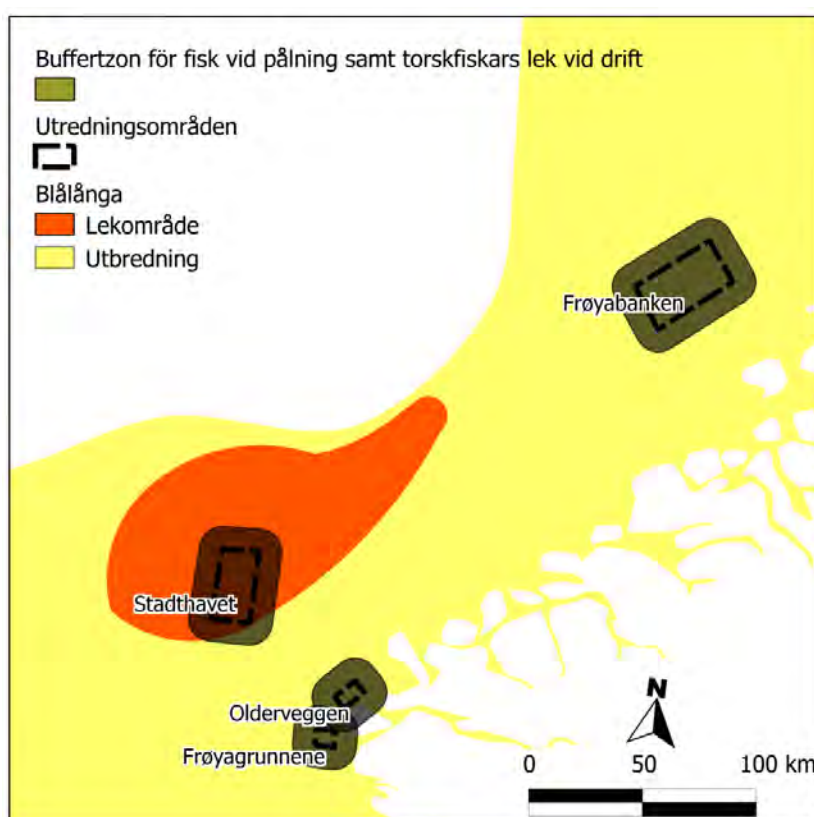 Buffertzon för fisk vid pålning samt torskfiskars lek vid drift
Utredningsområden
Blålånga
Lekområde
Utbredning
Frøyabanken
Stadthavet
Olderveggen
Frøyagrunnene
N
0 50 100 km